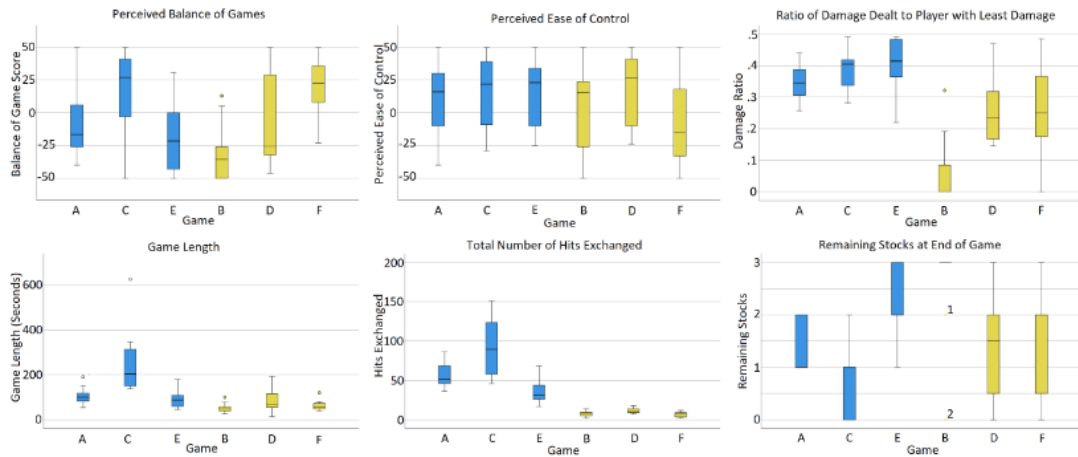 Perceived Balance of Games
Balance of Game Score
50
25
0
-25
-50
A C E B D F
Game
Perceived Ease of Control
Perceived Ease of Control
50
25
0
-25
-50
A C E B D F
Game
Ratio of Damage Dealt to Player with Least Damage
Damage Ratio
.5
.4
.3
.2
.1
0
A C E B D F
Game
Game Length
Game Length (Seconds)
600
400
200
0
A C E B D F
Game
Total Number of Hits Exchanged
Hits Exchanged
200
150
100
50
0
A C E B D F
Game
Remaining Stocks at End of Game
Remaining Stocks
3
2
1
0
1
2
A C E B D F
Game